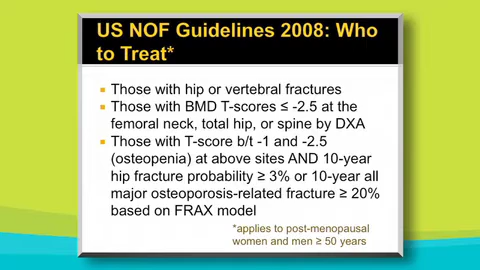 US NOF Guidelines 2008: Who
to Treat*
Those with hip or vertebral fractures
Those with BMD T-scores ≤ -2.5 at the
femoral neck, total hip, or spine by DXA
Those with T-score b/t -1 and -2.5
(osteopenia) at above sites AND 10-year
hip fracture probability ≥ 3% or 10-year all
major osteoporosis-related fracture ≥ 20%
based on FRAX model
*applies to post-menopausal
women and men ≥ 50 years